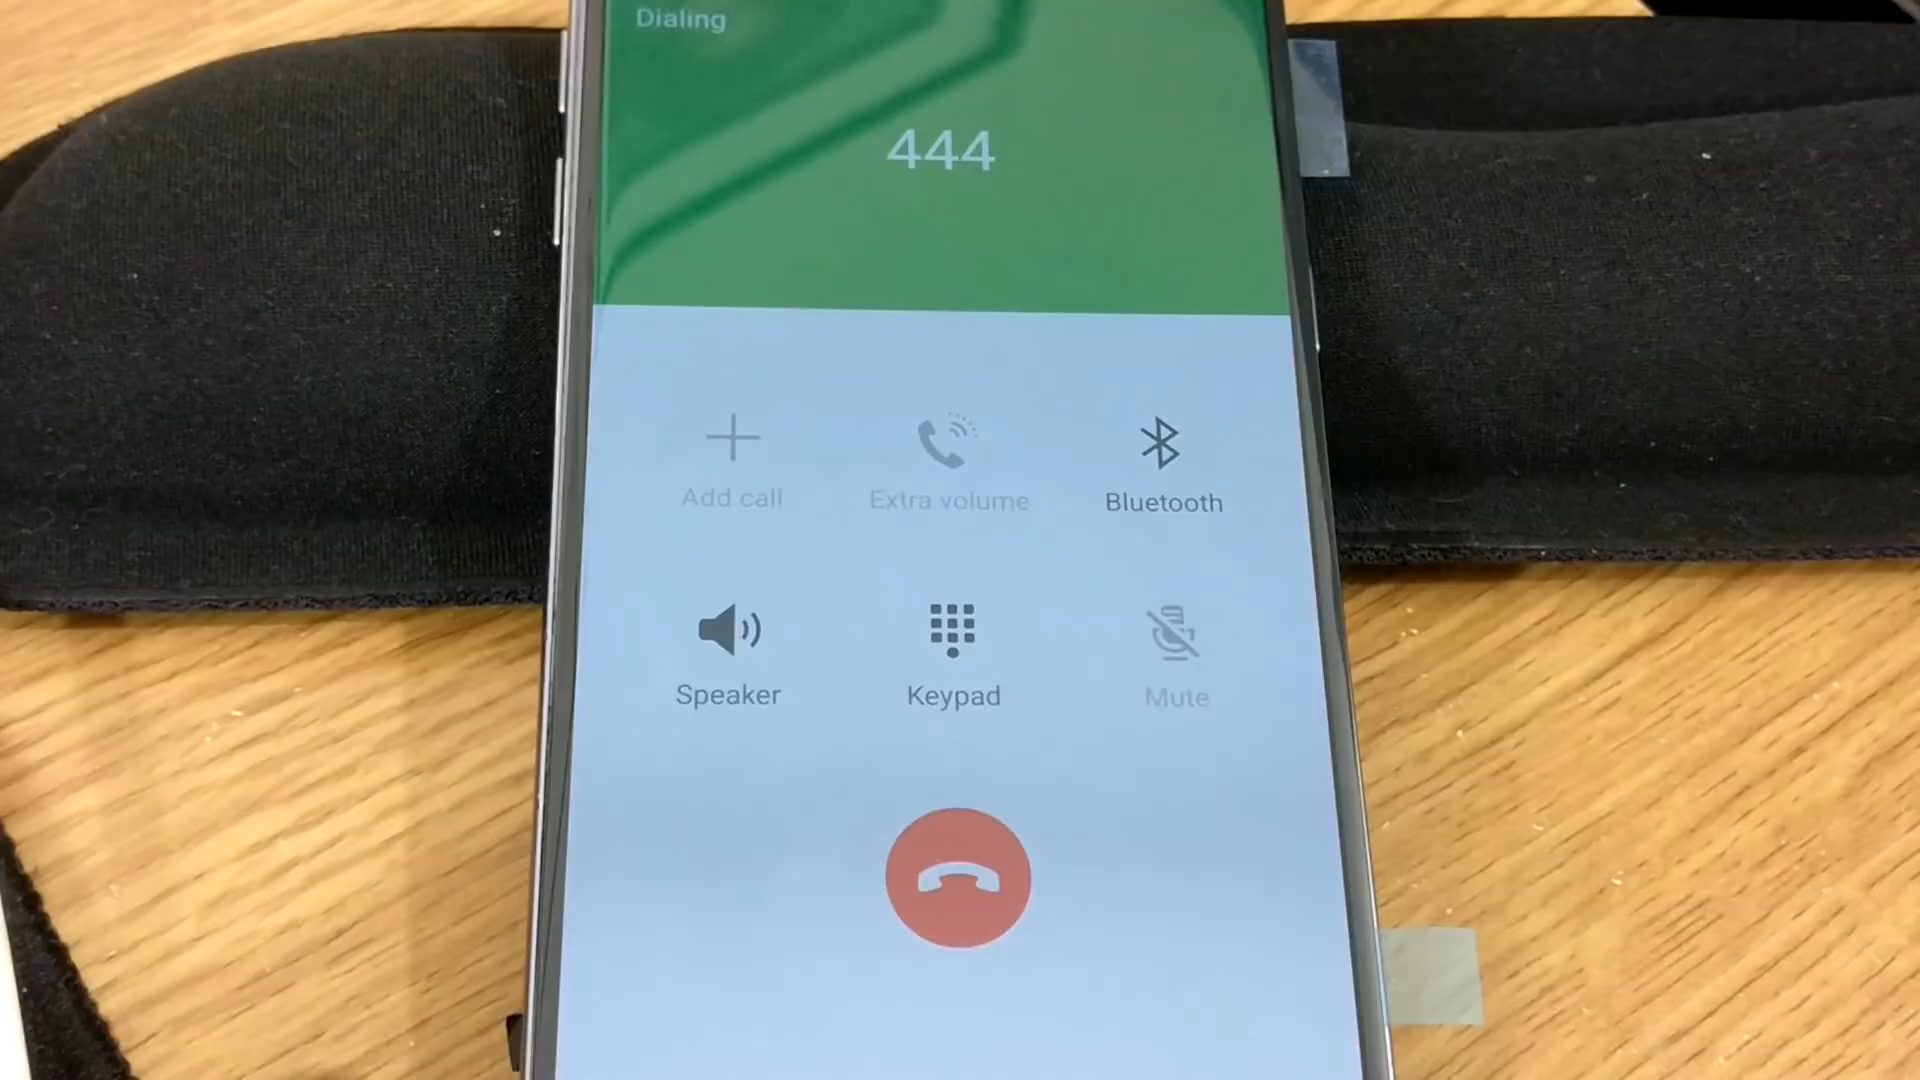 Dialing
444
Add call
Extra volume
Bluetooth
Speaker
Keypad
Mute